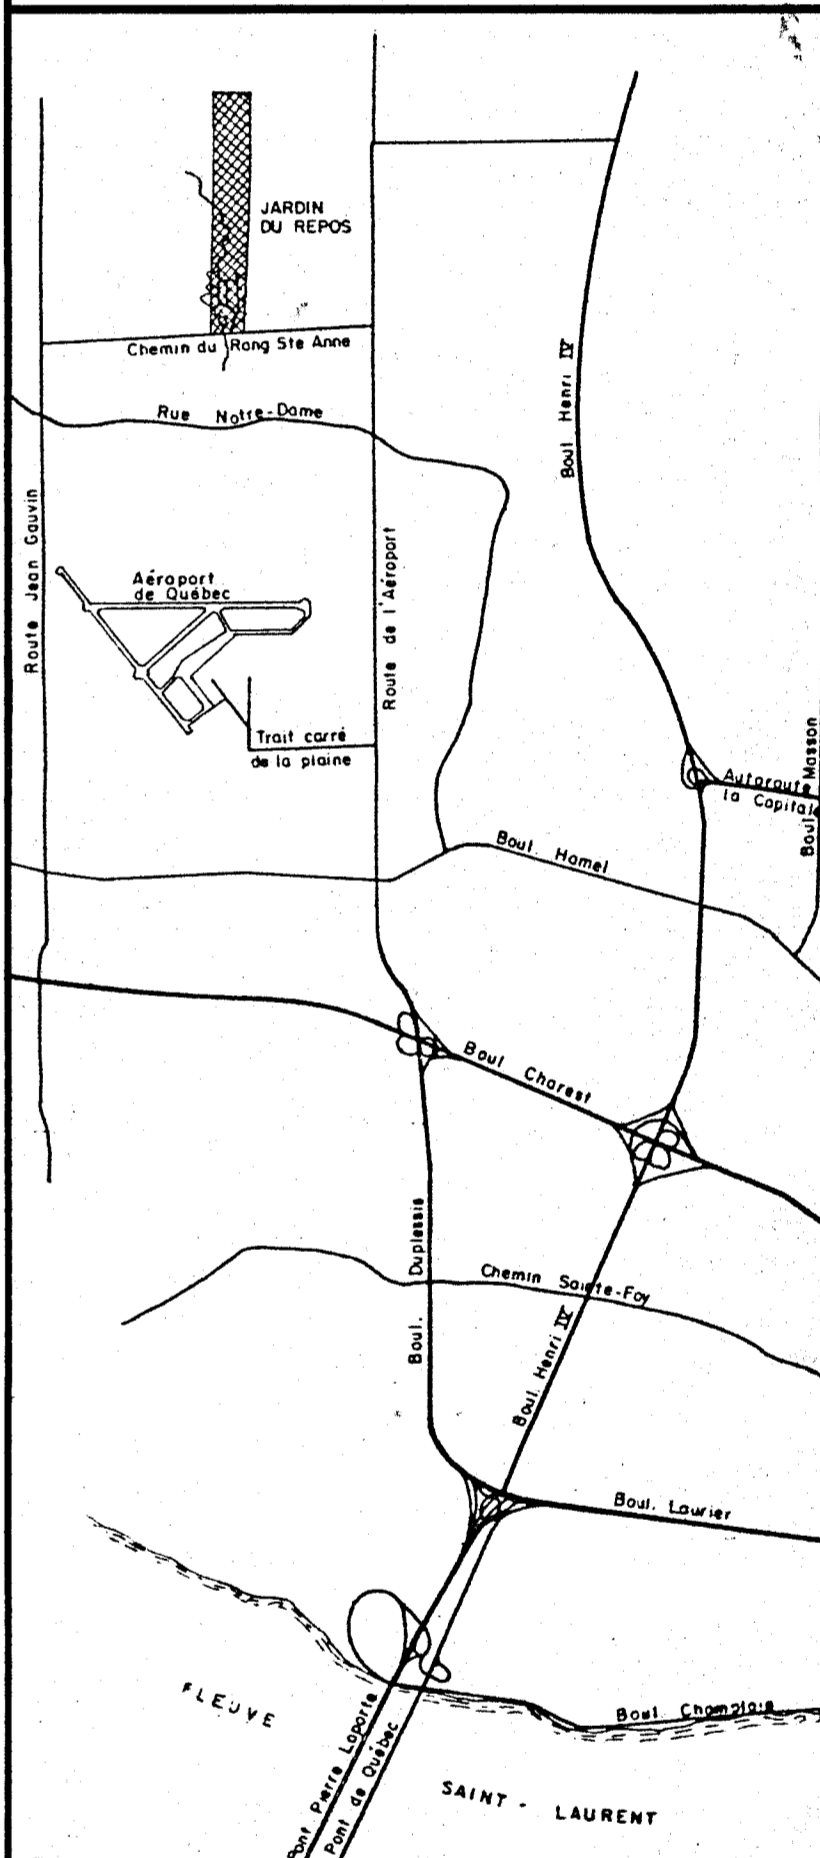 JARDIN
DU REPOS
Chemin du Rang Ste Anne
Rue Notre-Dame
Boul Henri IV
Route Jean Gauvin
Aéroport
de Québec
Route de l'Aéroport
Trait carré
de la plaine
Autoroute
la Capitale
Boul Masson
Boul Hamel
Boul Charest
Boul. Duplessis
Chemin Sainte-Foy
Boul. Henri IV
Boul. Laurier
FLEUVE
Boul Champlain
Pont Pierre Laporte
Pont de Québec
SAINT - LAURENT